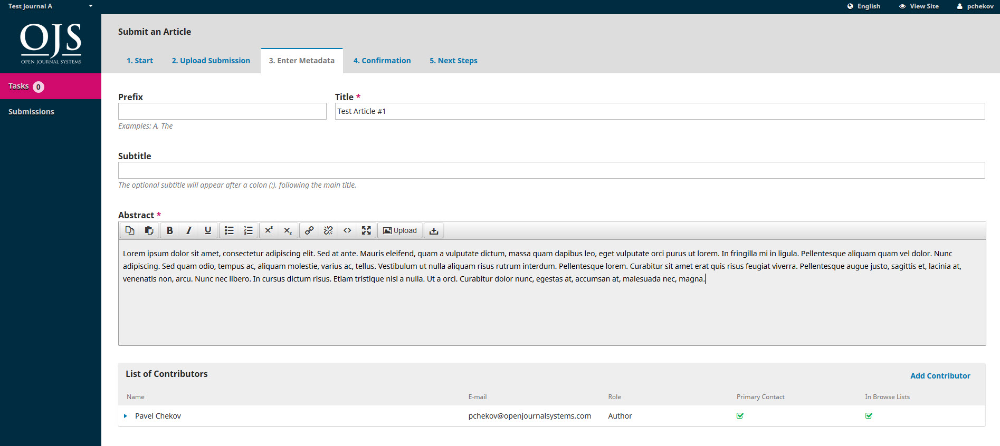 Test Journal A
English
View Site
pchekov
OJS
OPEN JOURNAL SYSTEMS
Tasks 0
Submissions
Submit an Article
1. Start
2. Upload Submission
3. Enter Metadata
4. Confirmation
5. Next Steps
Prefix
Title *
Test Article #1
Examples: A, The
Subtitle
The optional subtitle will appear after a colon (:), following the main title.
Abstract *
B I U x² x₂ <> Upload
Lorem ipsum dolor sit amet, consectetur adipiscing elit. Sed at ante. Mauris eleifend, quam a vulputate dictum, massa quam dapibus leo, eget vulputate orci purus ut lorem. In fringilla mi in ligula. Pellentesque aliquam quam vel dolor. Nunc
adipiscing. Sed quam odio, tempus ac, aliquam molestie, varius ac, tellus. Vestibulum ut nulla aliquam risus rutrum interdum. Pellentesque lorem. Curabitur sit amet erat quis risus feugiat viverra. Pellentesque augue justo, sagittis et, lacinia at,
venenatis non, arcu. Nunc nec libero. In cursus dictum risus. Etiam tristique nisl a nulla. Ut a orci. Curabitur dolor nunc, egestas at, accumsan at, malesuada nec, magna.
List of Contributors
Add Contributor
Name E-mail Role Primary Contact In Browse Lists
Pavel Chekov pchekov@openjournalsystems.com Author